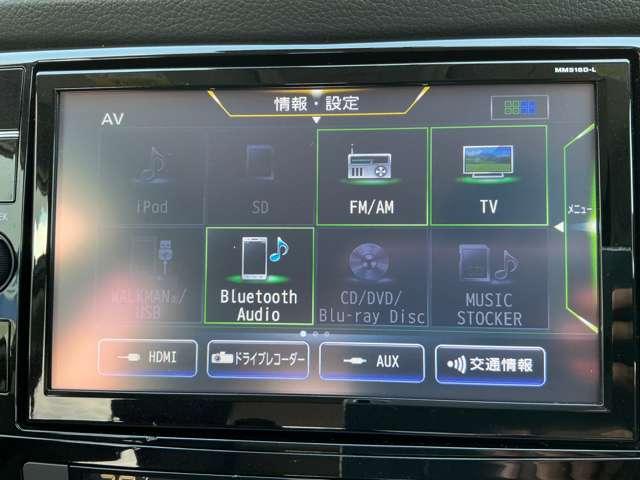 MM518D-L
情報・設定
AV
iPod
SD
FM/AM
TV
メニュー
WALKMAN®/
USB
Bluetooth
Audio
CD/DVD/
Blu-ray Disc
MUSIC
STOCKER
HDMI
ドライブレコーダー
AUX
交通情報